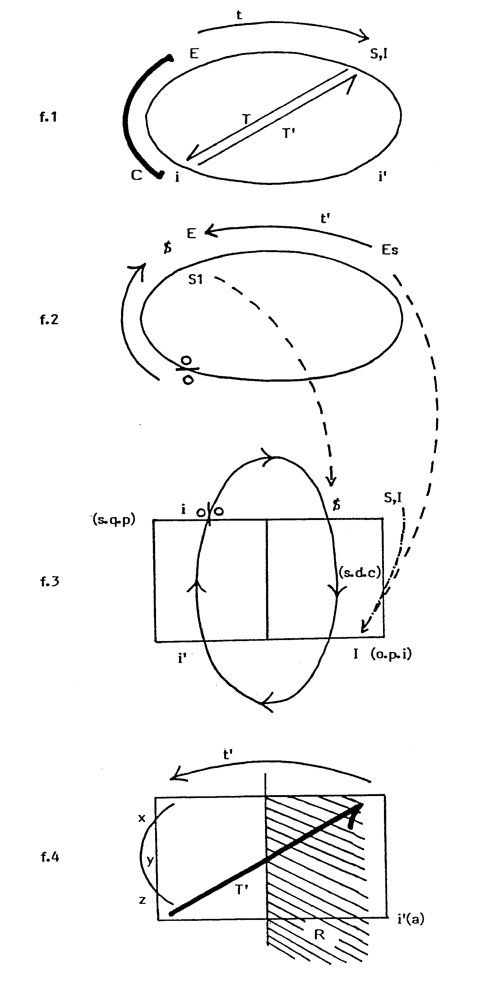 t
E S,I
f.1
T
T'
C i i'
t'
E Es
$
S1
f.2
o
o
S,I
$
i o o
(s.q.p)
(s.d.c)
f.3
i' I (a.p.i)
t'
x
y
f.4
T'
z
i'(a)
R